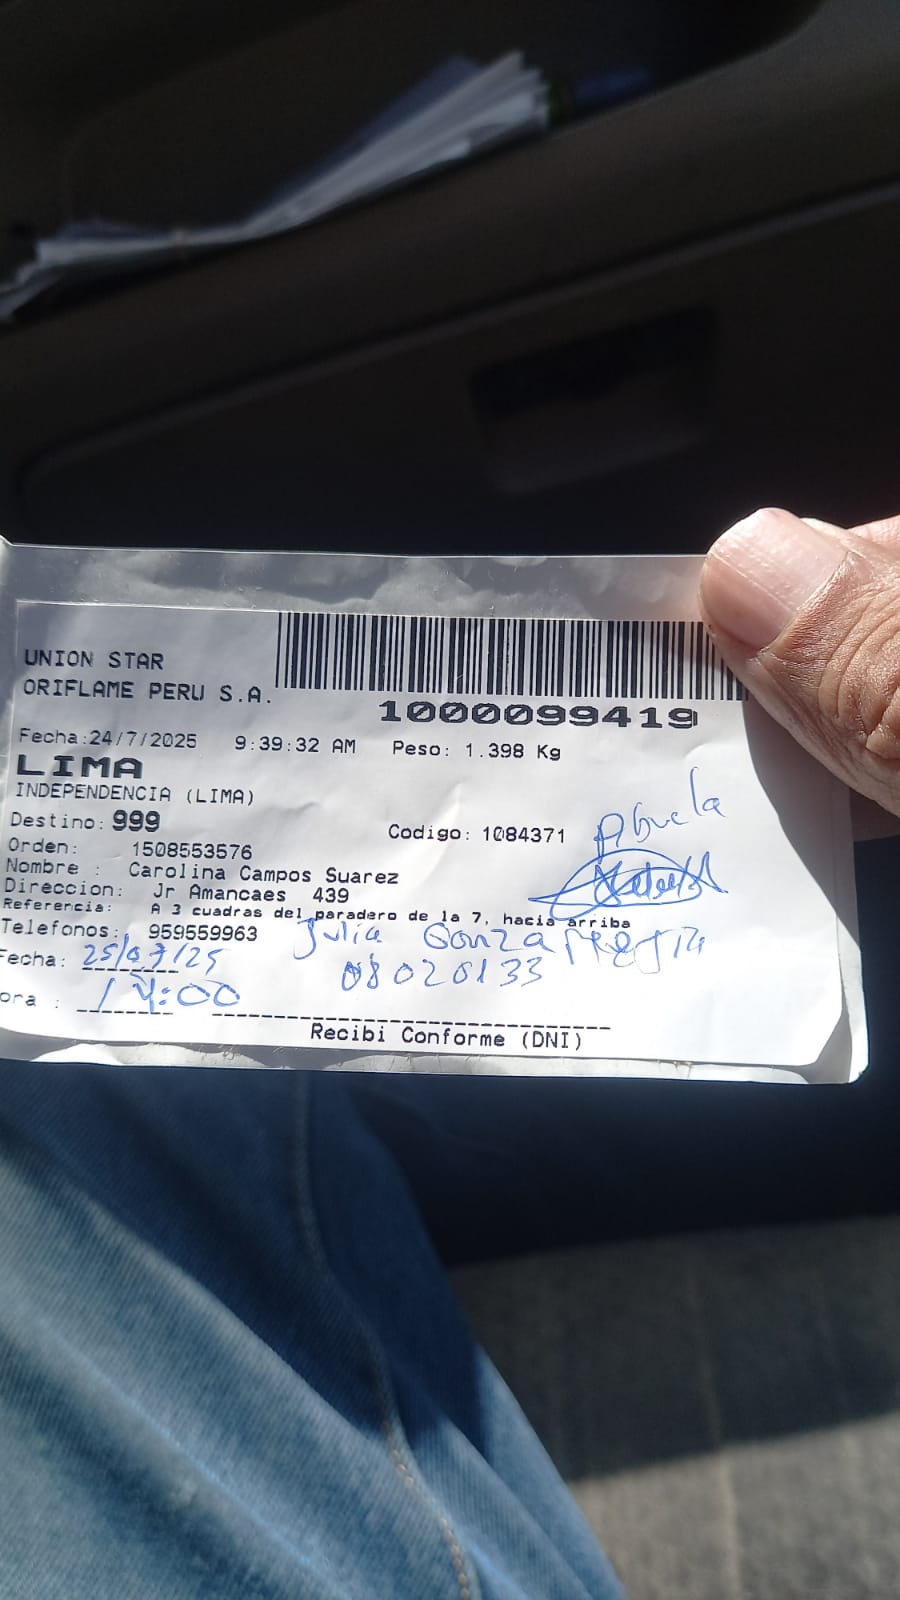 UNION STAR
ORIFLAME PERU S.A.
1000099419
Fecha:24/7/2025 9:39:32 AM Peso: 1.398 Kg
LIMA
INDEPENDENCIA (LIMA)
Destino: 999
Codigo: 1084371
Abuela
Orden: 1508553576
Nombre : Carolina Campos Suarez
Direccion: Jr Amancaes 439
Referencia: A 3 cuadras del paradero de la 7, hacia arriba
Telefonos: 959559963
Julia Gonza
Fecha: 25/07/25
08020133
ora : 14:00
Recibi Conforme (DNI)